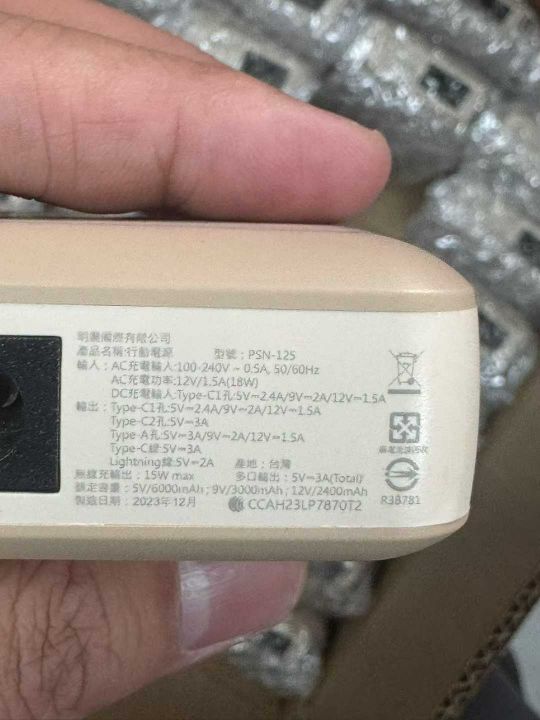 明灝國際有限公司
產品名稱:行動電源 型號：PSN-125
輸入：AC充電輸入:100-240V ~ 0.5A, 50/60Hz
AC充電功率:12V/1.5A(18W)
DC充電輸入:Type-C1孔:5V⎓2.4A/9V⎓2A/12V⎓1.5A
輸出：Type-C1孔:5V⎓2.4A/9V⎓2A/12V⎓1.5A
Type-C2孔:5V⎓3A
Type-A孔:5V⎓3A/9V⎓2A/12V⎓1.5A
Type-C線:5V⎓3A
Lightning線:5V⎓2A 產地：台灣
無線充輸出：15W max 多口輸出：5V⎓3A(Total)
額定容量：5V/6000mAh ; 9V/3000mAh ; 12V/2400mAh
製造日期：2023年12月 CCAH23LP7870T2
廢電池請回收
R3B781